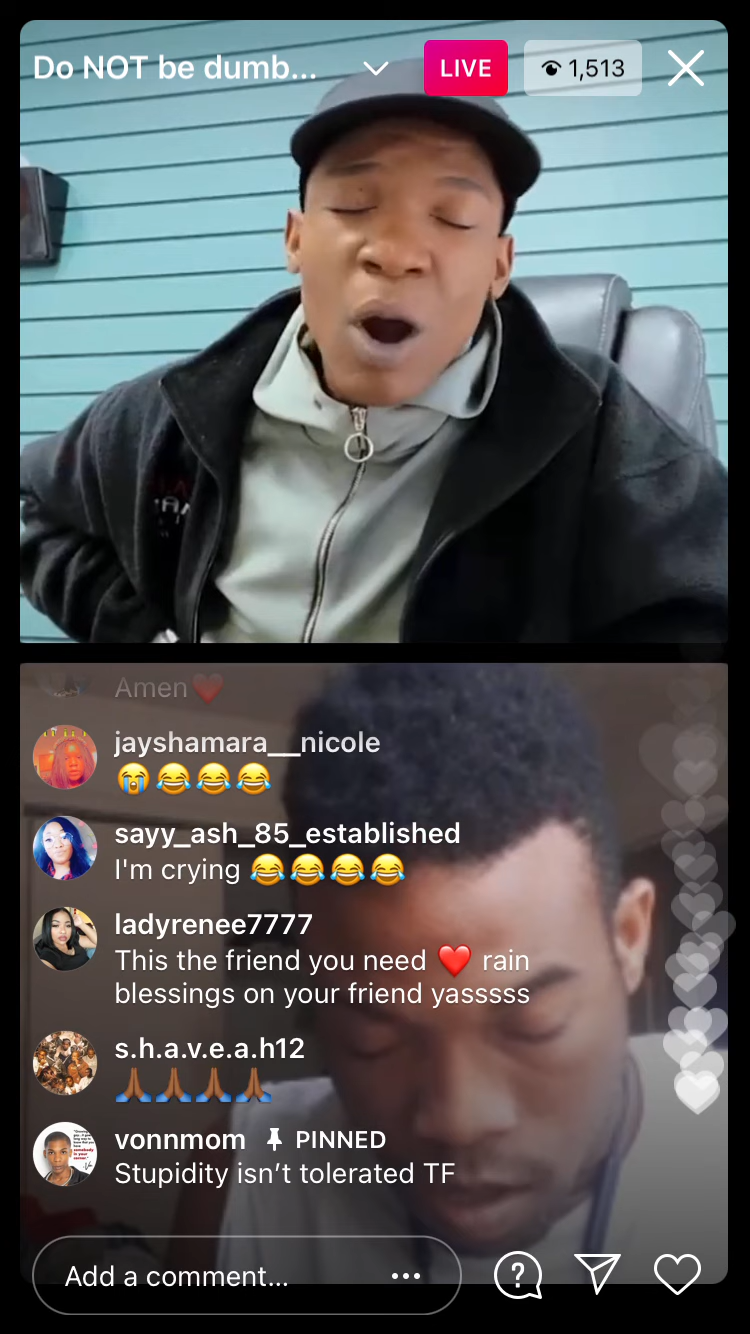 Do NOT be dumb...
LIVE
1,513
Amen❤️
jayshamara__nicole
😭😂😂😂
sayy_ash_85_established
I'm crying 😂😂😂😂
ladyrenee7777
This the friend you need ❤️ rain
blessings on your friend yasssss
s.h.a.v.e.a.h12
🙏🏾🙏🏾🙏🏾🙏🏾
vonnmom PINNED
Stupidity isn’t tolerated TF
Add a comment...